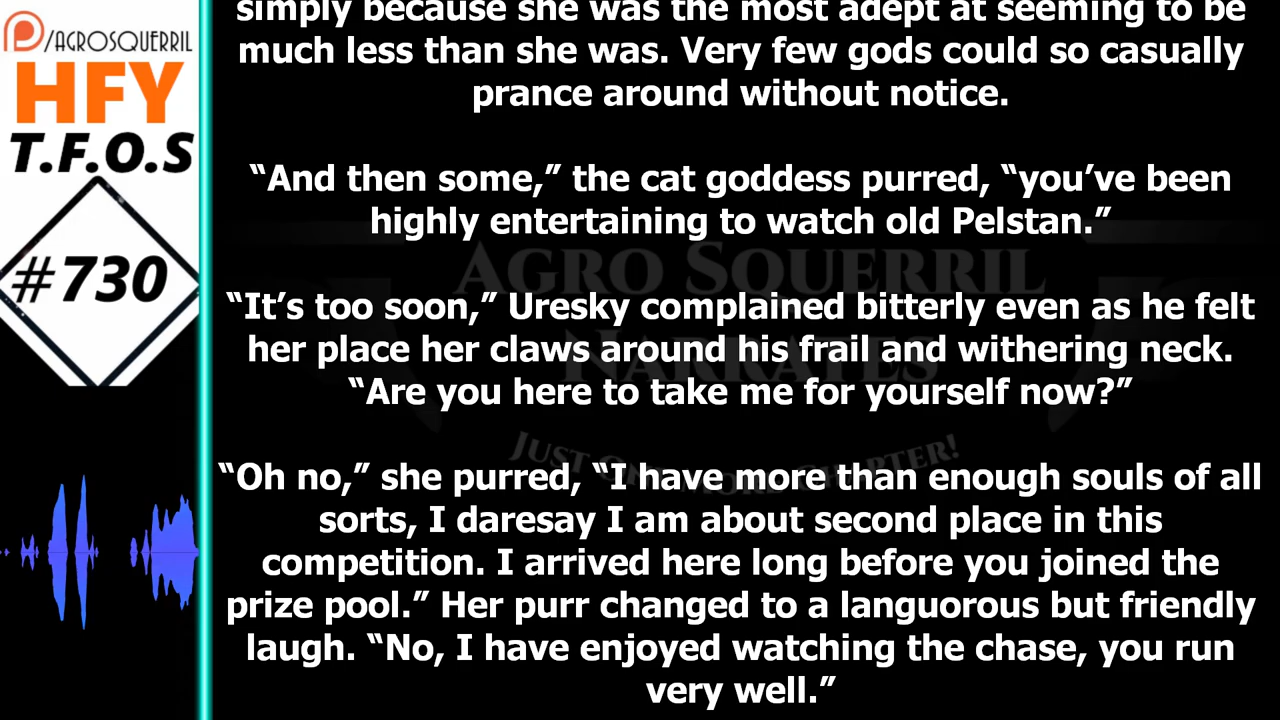 /AGROSQUERRIL
HFY
T.F.O.S
#730
simply because she was the most adept at seeming to be
much less than she was. Very few gods could so casually
prance around without notice.
“And then some,” the cat goddess purred, “you’ve been
highly entertaining to watch old Pelstan.”
“It’s too soon,” Uresky complained bitterly even as he felt
her place her claws around his frail and withering neck.
“Are you here to take me for yourself now?”
“Oh no,” she purred, “I have more than enough souls of all
sorts, I daresay I am about second place in this
competition. I arrived here long before you joined the
prize pool.” Her purr changed to a languorous but friendly
laugh. “No, I have enjoyed watching the chase, you run
very well.”
AGRO SQUERRIL
NARRATES
JUST ONE MORE CHAPTER!